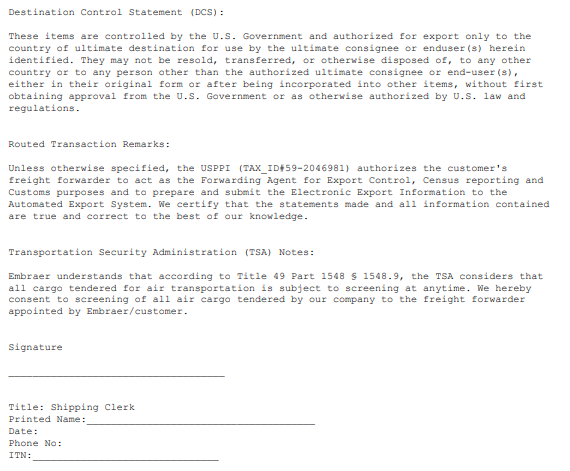 Destination Control Statement (DCS):
These items are controlled by the U.S. Government and authorized for export only to the
country of ultimate destination for use by the ultimate consignee or enduser(s) herein
identified. They may not be resold, transferred, or otherwise disposed of, to any other
country or to any person other than the authorized ultimate consignee or end-user(s),
either in their original form or after being incorporated into other items, without first
obtaining approval from the U.S. Government or as otherwise authorized by U.S. law and
regulations.
Routed Transaction Remarks:
Unless otherwise specified, the USPPI (TAX_ID#59-2046981) authorizes the customer's
freight forwarder to act as the Forwarding Agent for Export Control, Census reporting and
Customs purposes and to prepare and submit the Electronic Export Information to the
Automated Export System. We certify that the statements made and all information contained
are true and correct to the best of our knowledge.
Transportation Security Administration (TSA) Notes:
Embraer understands that according to Title 49 Part 1548 § 1548.9, the TSA considers that
all cargo tendered for air transportation is subject to screening at anytime. We hereby
consent to screening of all air cargo tendered by our company to the freight forwarder
appointed by Embraer/customer.
Signature
Title: Shipping Clerk
Printed Name:
Date:
Phone No:
ITN: